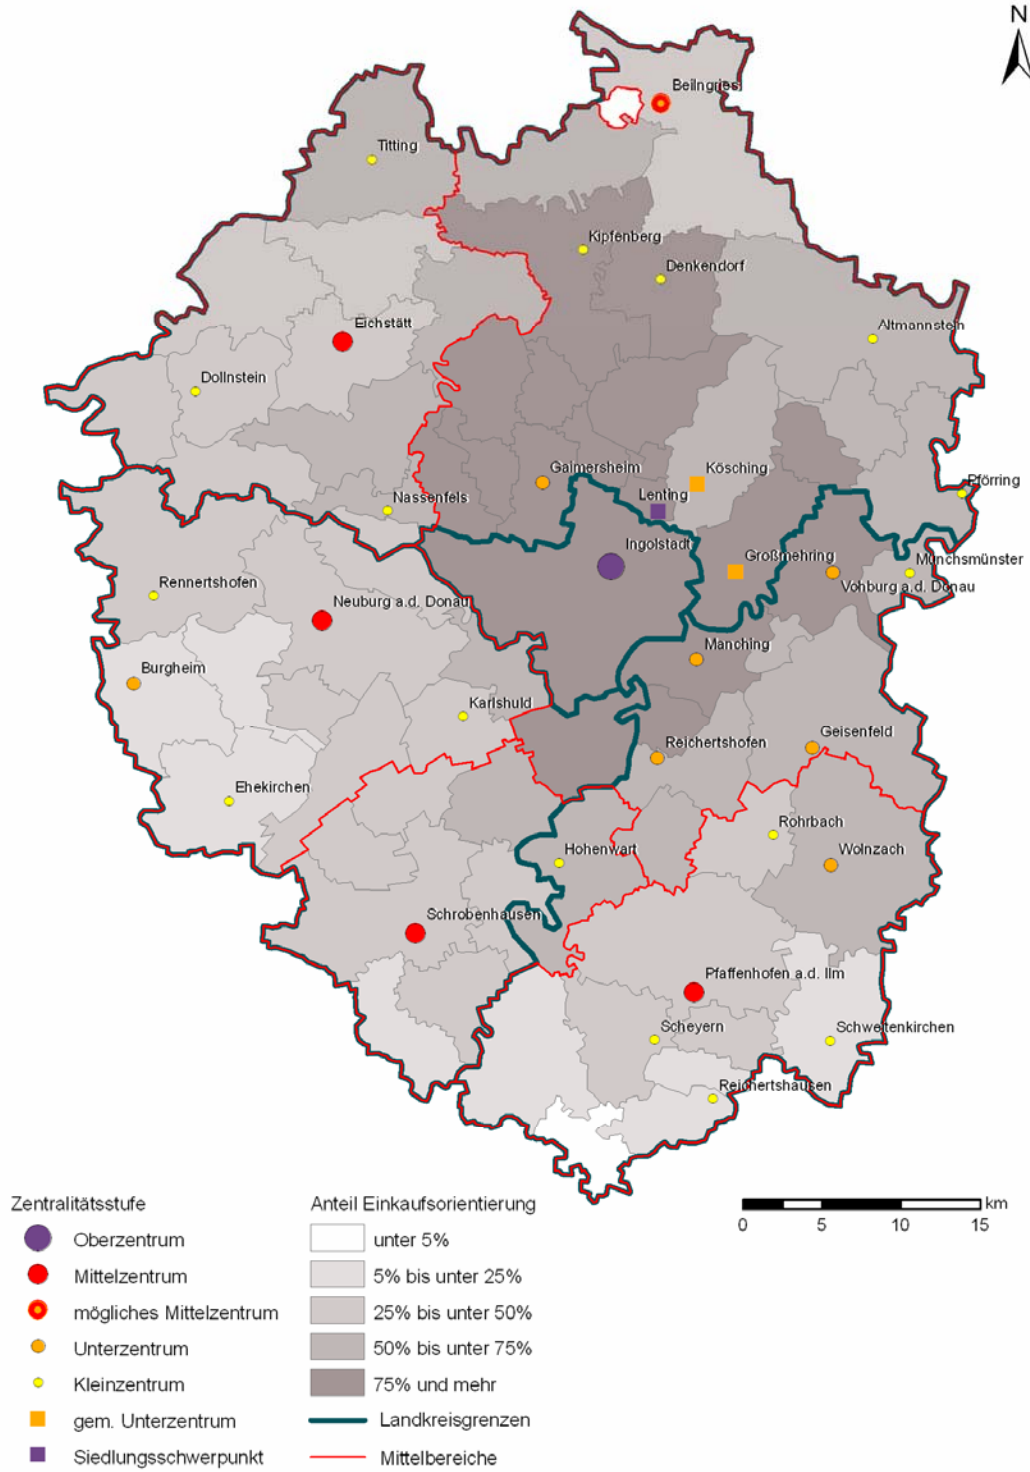 N
Beilngries
Titting
Kipfenberg
Denkendorf
Eichstätt
Altmannstein
Dollnstein
Gaimersheim
Kösching
Lenting
Pförring
Nassenfels
Ingolstadt
Großmehring
Münchsmünster
Vohburg a.d. Donau
Rennertshofen
Neuburg a.d. Donau
Manching
Burgheim
Karlshuld
Geisenfeld
Reichertshofen
Ehekirchen
Rohrbach
Hohenwart
Wolnzach
Schrobenhausen
Pfaffenhofen a.d. Ilm
Scheyern
Schweitenkirchen
Reichertshausen
Zentralitätsstufe
Oberzentrum
Mittelzentrum
mögliches Mittelzentrum
Unterzentrum
Kleinzentrum
gem. Unterzentrum
Siedlungsschwerpunkt
Anteil Einkaufsorientierung
unter 5%
5% bis unter 25%
25% bis unter 50%
50% bis unter 75%
75% und mehr
Landkreisgrenzen
Mittelbereiche
km
0 5 10 15